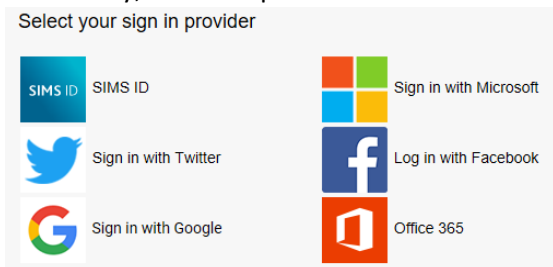 Select your sign in provider
SIMS ID SIMS ID
Sign in with Microsoft
Sign in with Twitter
Log in with Facebook
Sign in with Google
Office 365